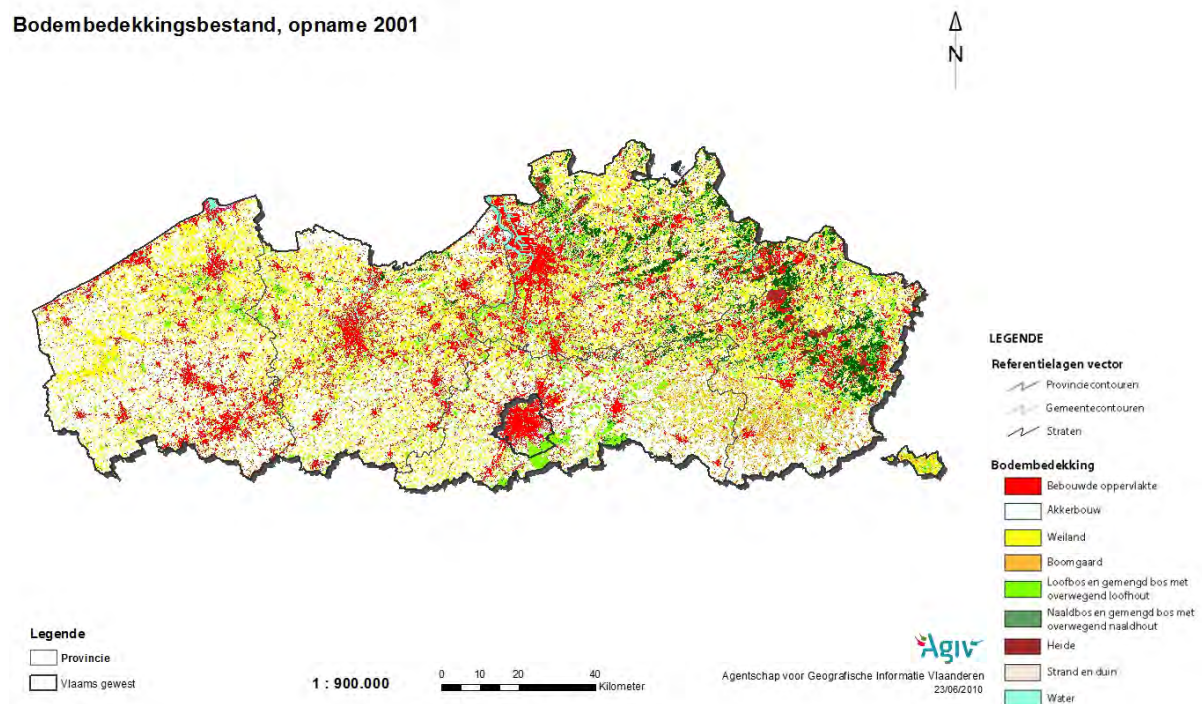 Bodembedekkingsbestand, opname 2001
N
LEGENDE
Referentielagen vector
Provinciecontouren
Gemeentecontouren
Straten
Bodembedekking
Bebouwde oppervlakte
Akkerbouw
Weiland
Boomgaard
Loofbos en gemengd bos met
overwegend loofhout
Naaldbos en gemengd bos met
overwegend naaldhout
Heide
Strand en duin
Water
Legende
Provincie
Vlaams gewest
1 : 900.000
0 10 20 40
Kilometer
Agiv
Agentschap voor Geografische Informatie Vlaanderen
23/06/2010